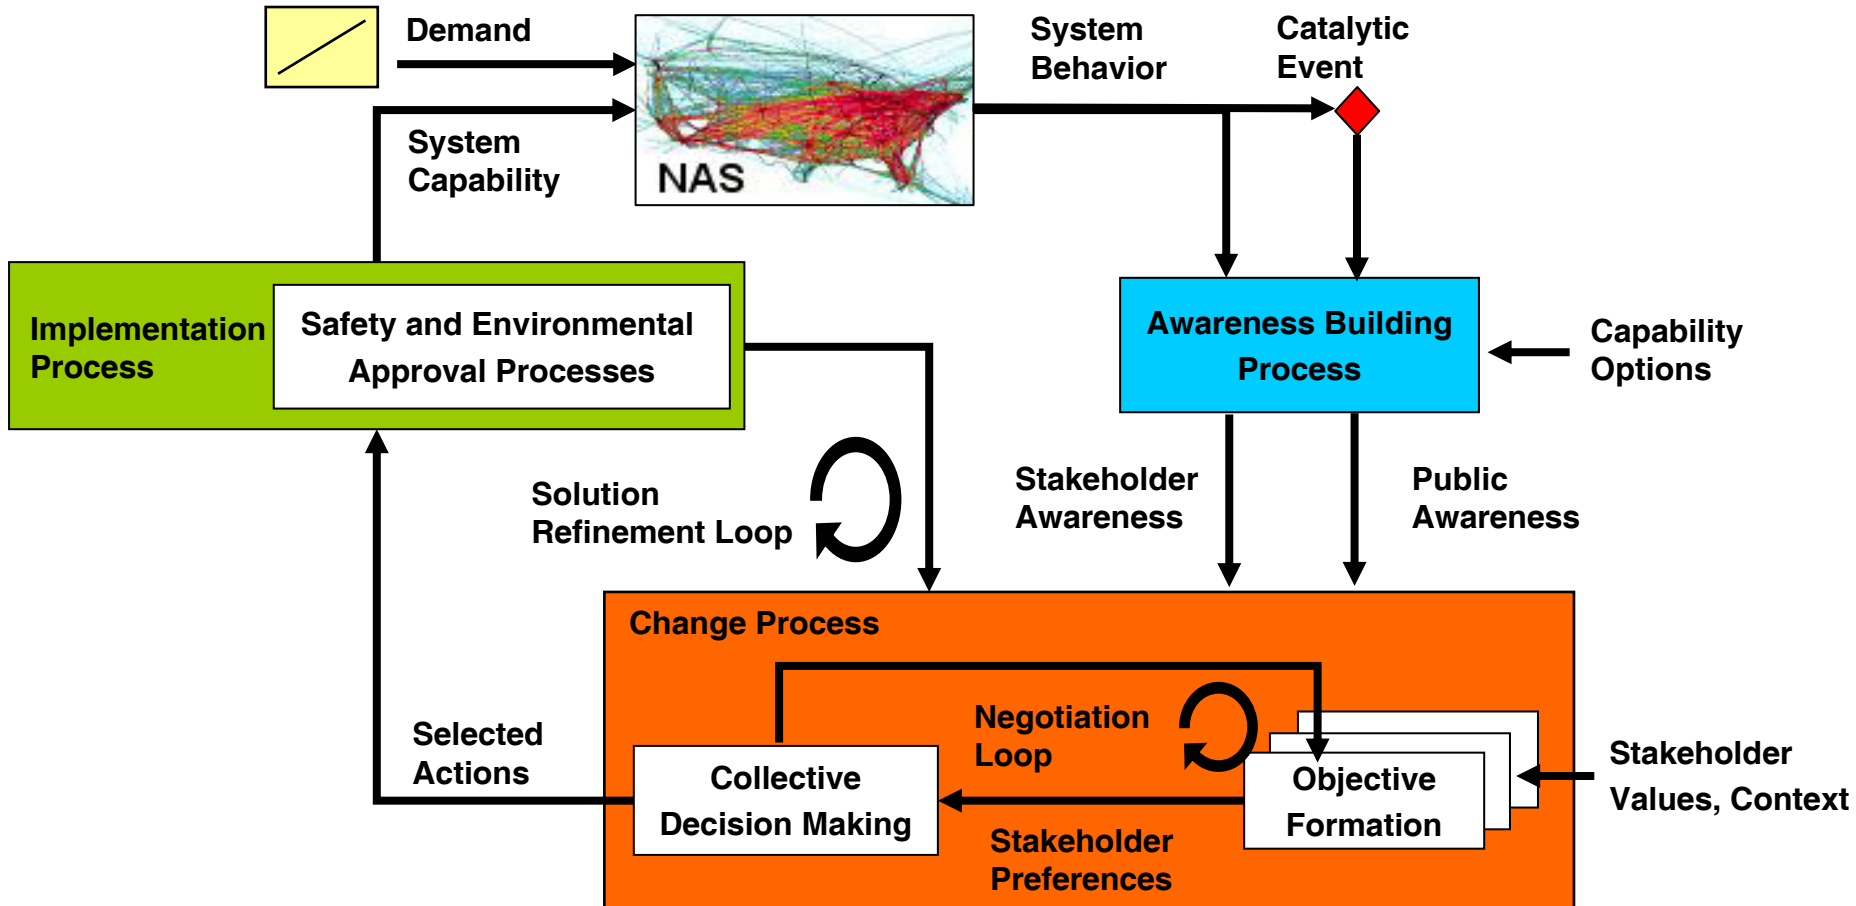 Demand
System
Behavior
Catalytic
Event
System
Capability
NAS
Implementation
Process
Safety and Environmental
Approval Processes
Awareness Building
Process
Capability
Options
Solution
Refinement Loop
Stakeholder
Awareness
Public
Awareness
Change Process
Selected
Actions
Negotiation
Loop
Collective
Decision Making
Objective
Formation
Stakeholder
Values, Context
Stakeholder
Preferences